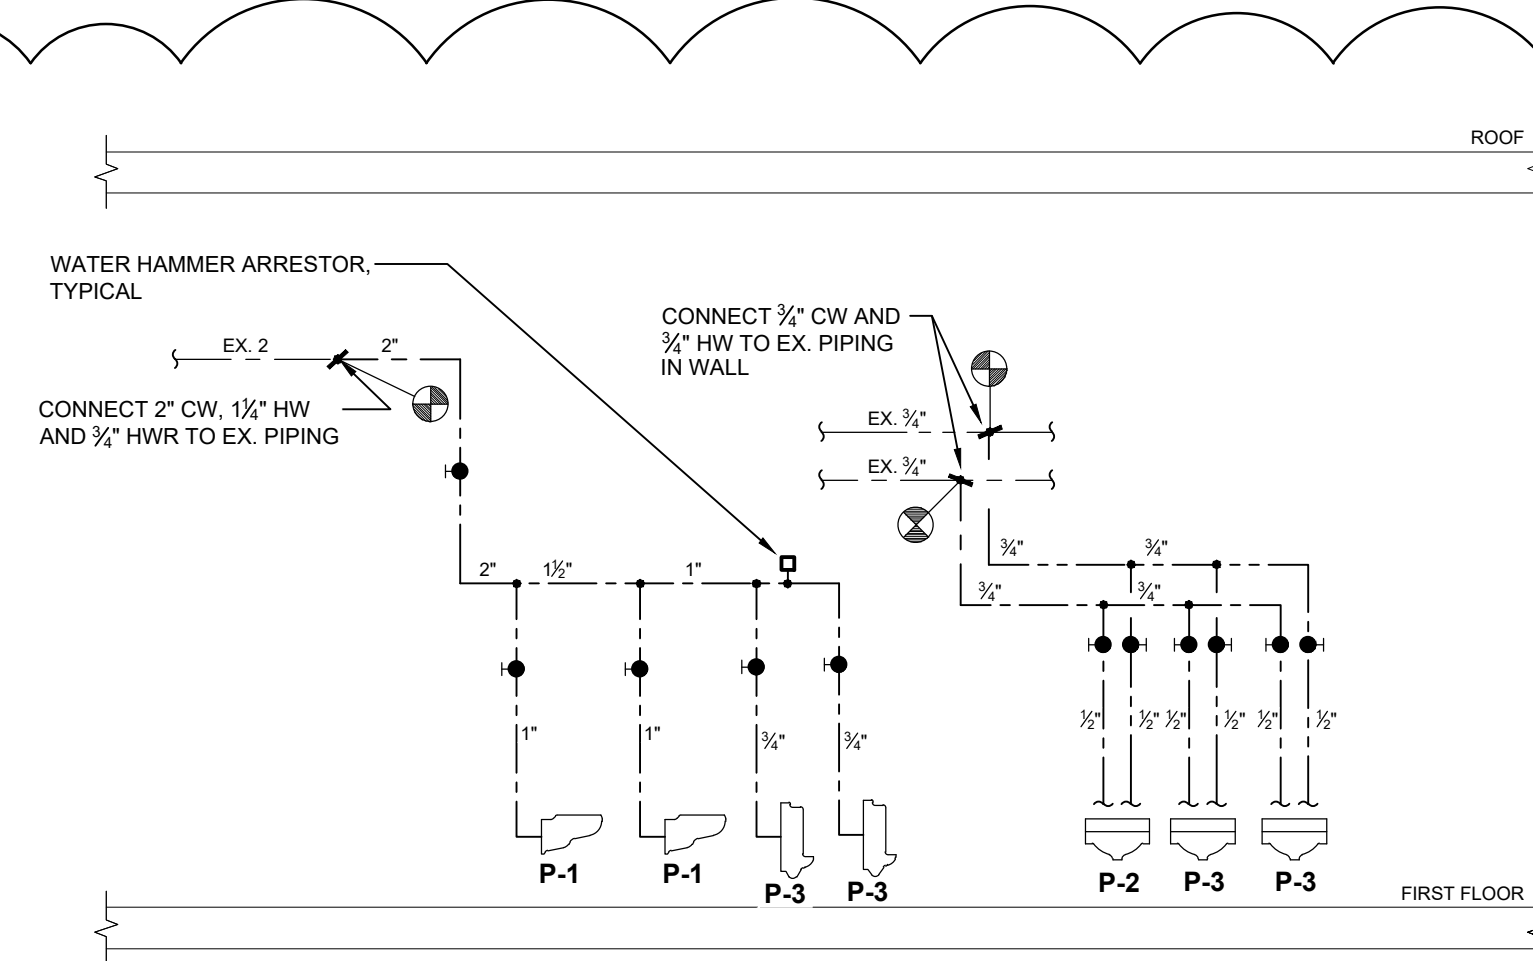 ROOF
WATER HAMMER ARRESTOR,
TYPICAL
CONNECT ¾" CW AND
¾" HW TO EX. PIPING
IN WALL
EX. 2
2"
CONNECT 2" CW, 1¼" HW
AND ¾" HWR TO EX. PIPING
EX. ¾"
EX. ¾"
2"
1½"
1"
¾"
¾"
¾"
¾"
1"
1"
¾"
¾"
½"
½"
½"
½"
½"
½"
P-1
P-1
P-3
P-3
P-2
P-3
P-3
FIRST FLOOR